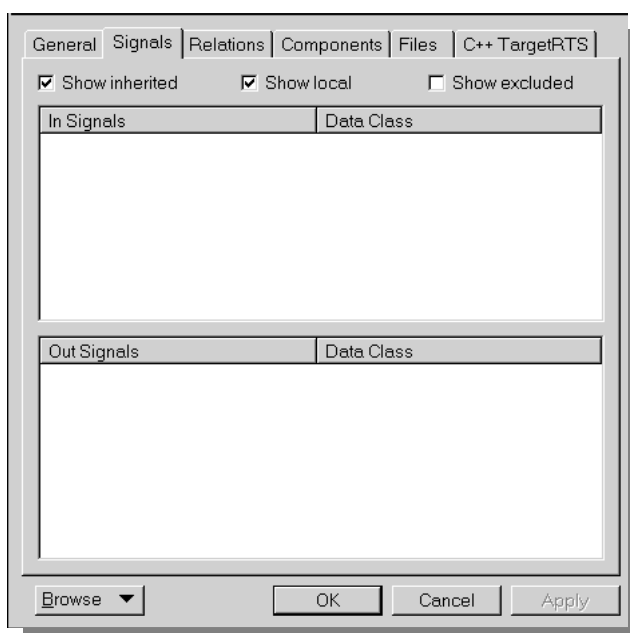 General Signals Relations Components Files C++ TargetRTS
Show inherited Show local Show excluded
In Signals Data Class
Out Signals Data Class
Browse OK Cancel Apply